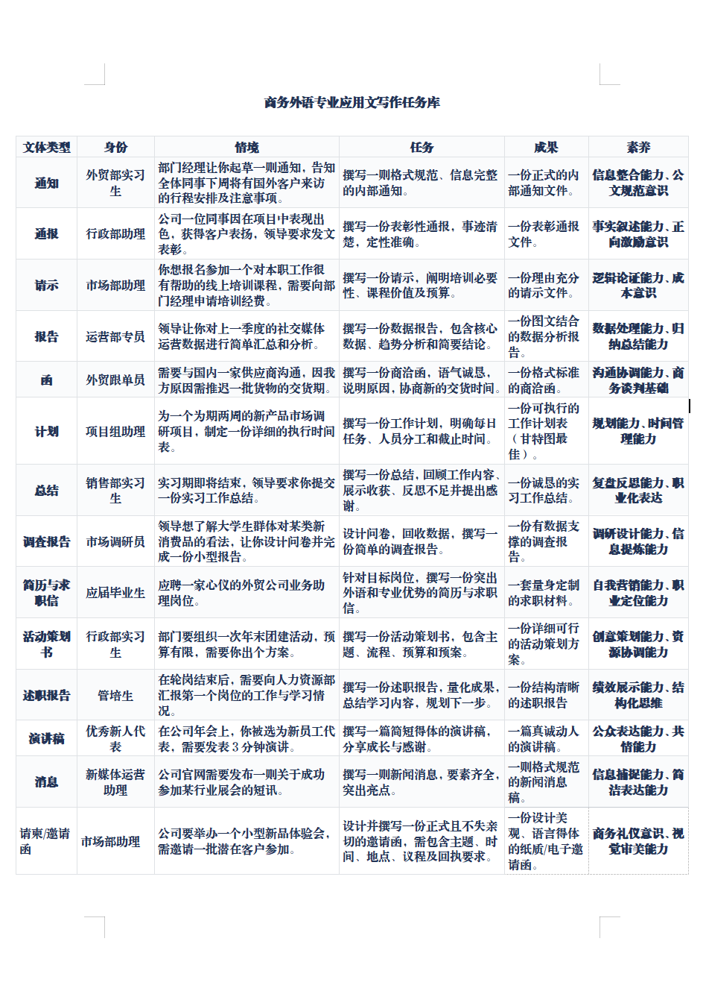 商务外语专业应用文写作任务库
文体类型 身份 情境 任务 成果 素养
通知
外贸部实习
生
部门经理让你起草一则通知，告知
全体同事下周将有国外客户来访
的行程安排及注意事项。
撰写一则格式规范、信息完整
的内部通知。
一份正式的内
部通知文件。
信息整合能力、公
文规范意识
通报
行政部助理
公司一位同事因在项目中表现出
色，获得客户表扬，领导要求发文
表彰。
撰写一份表彰性通报，事迹清
楚，定性准确。
一份表彰通报
文件。
事实叙述能力、正
向激励意识
请示
市场部助理
你想报名参加一个对本职工作很
有帮助的线上培训课程，需要向部
门经理申请培训经费。
撰写一份请示，阐明培训必要
性、课程价值及预算。
一份理由充分
的请示文件。
逻辑论证能力、成
本意识
报告
运营部专员
领导让你对上一季度的社交媒体
运营数据进行简单汇总和分析。
撰写一份数据报告，包含核心
数据、趋势分析和简要结论。
一份图文结合
的数据分析报
告。
数据处理能力、归
纳总结能力
函
外贸跟单员
需要与国内一家供应商沟通，因我
方原因需推迟一批货物的交货期。
撰写一份商洽函，语气诚恳，
说明原因，协商新的交货时间。
一份格式标准
的商洽函。
沟通协调能力、商
务谈判基础
计划
项目组助理
为一个为期两周的新产品市场调
研项目，制定一份详细的执行时间
表。
撰写一份工作计划，明确每日
任务、人员分工和截止时间。
一份可执行的
工作计划表
（甘特图最
佳）。
规划能力、时间管
理能力
总结
销售部实习
生
实习期即将结束，领导要求你提交
一份实习工作总结。
撰写一份总结，回顾工作内容、
展示收获、反思不足并提出感
谢。
一份诚恳的实
习工作总结。
复盘反思能力、职
业化表达
调查报告
市场调研员
领导想了解大学生群体对某类新
消费品的看法，让你设计问卷并完
成一份小型报告。
设计问卷，回收数据，撰写一
份简单的调查报告。
一份有数据支
撑的调查报
告。
调研设计能力、信
息提炼能力
简历与求
职信
应届毕业生
应聘一家心仪的外贸公司业务助
理岗位。
针对目标岗位，撰写一份突出
外语和专业优势的简历与求职
信。
一套量身定制
的求职材料。
自我营销能力、职
业定位能力
活动策划
书
行政部实习
生
部门要组织一次年末团建活动，预
算有限，需要你出个方案。
撰写一份活动策划书，包含主
题、流程、预算和预案。
一份详细可行
的活动策划方
案。
创意策划能力、资
源协调能力
述职报告
管培生
在轮岗结束后，需要向人力资源部
汇报第一个岗位的工作与学习情
况。
撰写一份述职报告，量化成果，
总结学习内容，规划下一步。
一份结构清晰
的述职报告
绩效展示能力、结
构化思维
演讲稿
优秀新人代
表
在公司年会上，你被选为新员工代
表，需要发表 3 分钟演讲。
撰写一篇简短得体的演讲稿，
分享成长与感谢。
一篇真诚动人
的演讲稿。
公众表达能力、共
情能力
消息
新媒体运营
助理
公司官网需要发布一则关于成功
参加某行业展会的短讯。
撰写一则新闻消息，要素齐全，
突出亮点。
一则格式规范
的新闻消息
稿。
信息捕捉能力、简
洁表达能力
请柬/邀请
函
市场部助理
公司要举办一个小型新品体验会，
需邀请一批潜在客户参加。
设计并撰写一份正式且不失亲
切的邀请函，需包含主题、时
间、地点、议程及回执要求。
一份设计美
观、语言得体
的纸质/电子邀
请函。
商务礼仪意识、视
觉审美能力